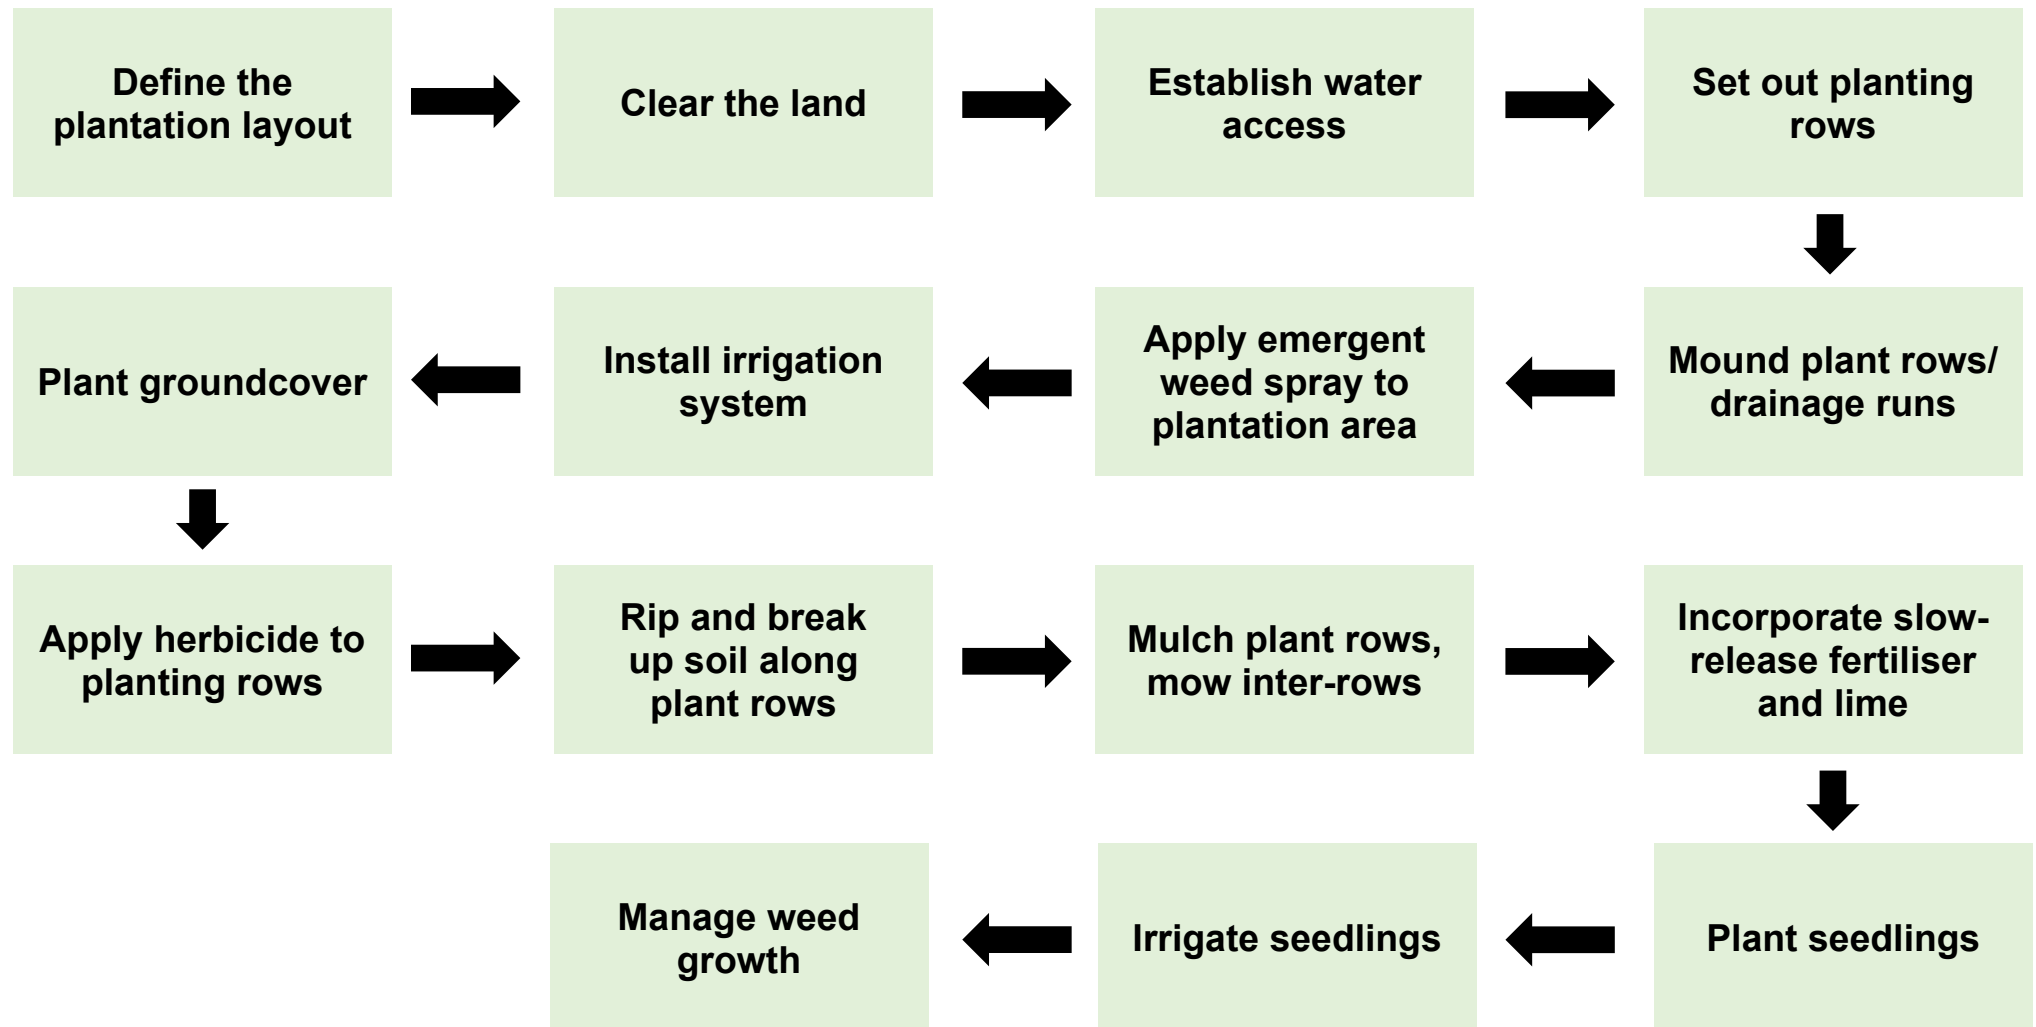 Define the
plantation layout
Clear the land
Establish water
access
Set out planting
rows
Mound plant rows/
drainage runs
Apply emergent
weed spray to
plantation area
Install irrigation
system
Plant groundcover
Apply herbicide to
planting rows
Rip and break
up soil along
plant rows
Mulch plant rows,
mow inter-rows
Incorporate slow-
release fertiliser
and lime
Plant seedlings
Irrigate seedlings
Manage weed
growth